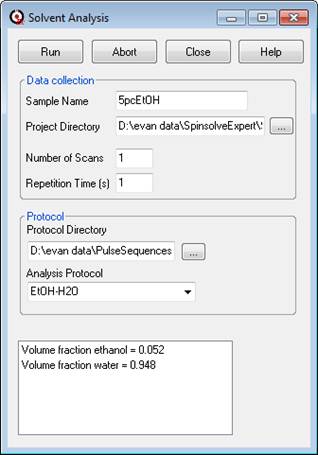 Solvent Analysis
Run Abort Close Help
Data collection
Sample Name 5pcEtOH
Project Directory D:\evan data\SpinsolveExpert\S ...
Number of Scans 1
Repetition Time (s) 1
Protocol
Protocol Directory
D:\evan data\PulseSequences ...
Analysis Protocol
EtOH-H2O
Volume fraction ethanol = 0.052
Volume fraction water = 0.948